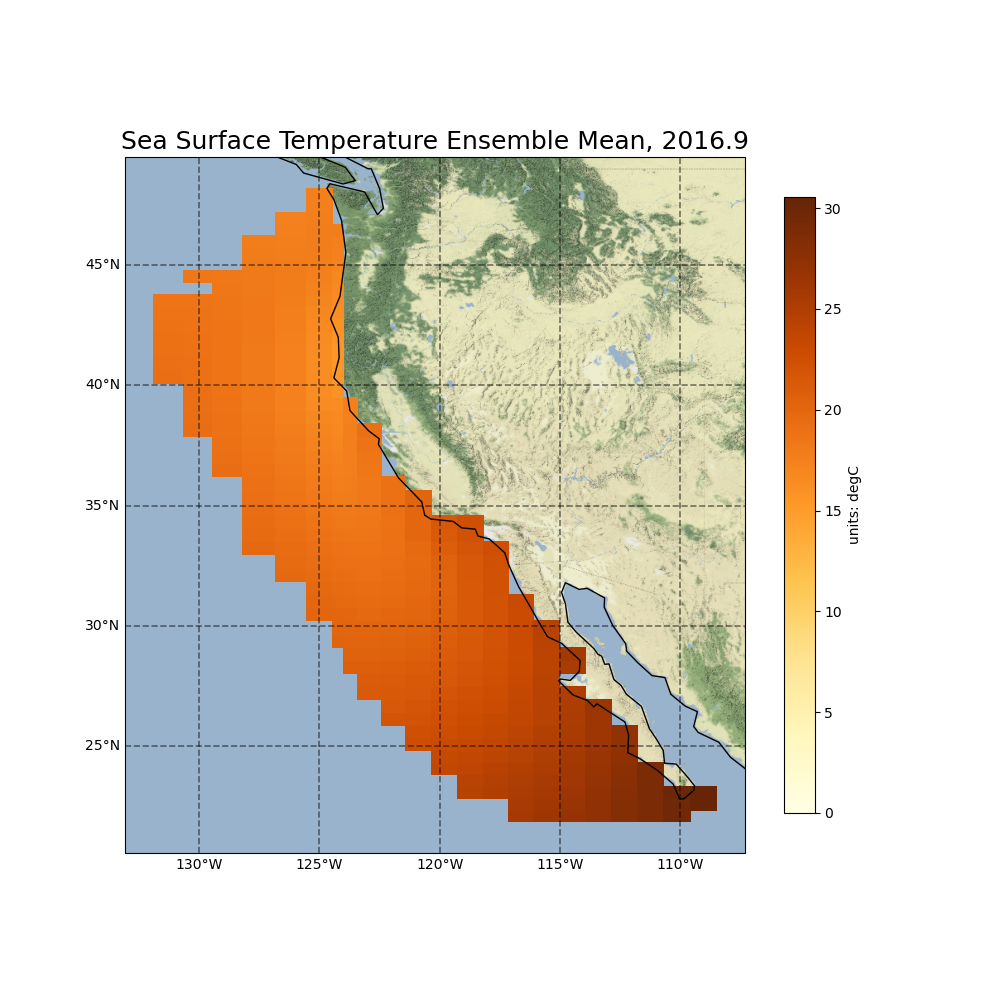 Sea Surface Temperature Ensemble Mean, 2016.9
45°N
40°N
35°N
30°N
25°N
130°W
125°W
120°W
115°W
110°W
30
25
20
15
10
5
0
units: degC